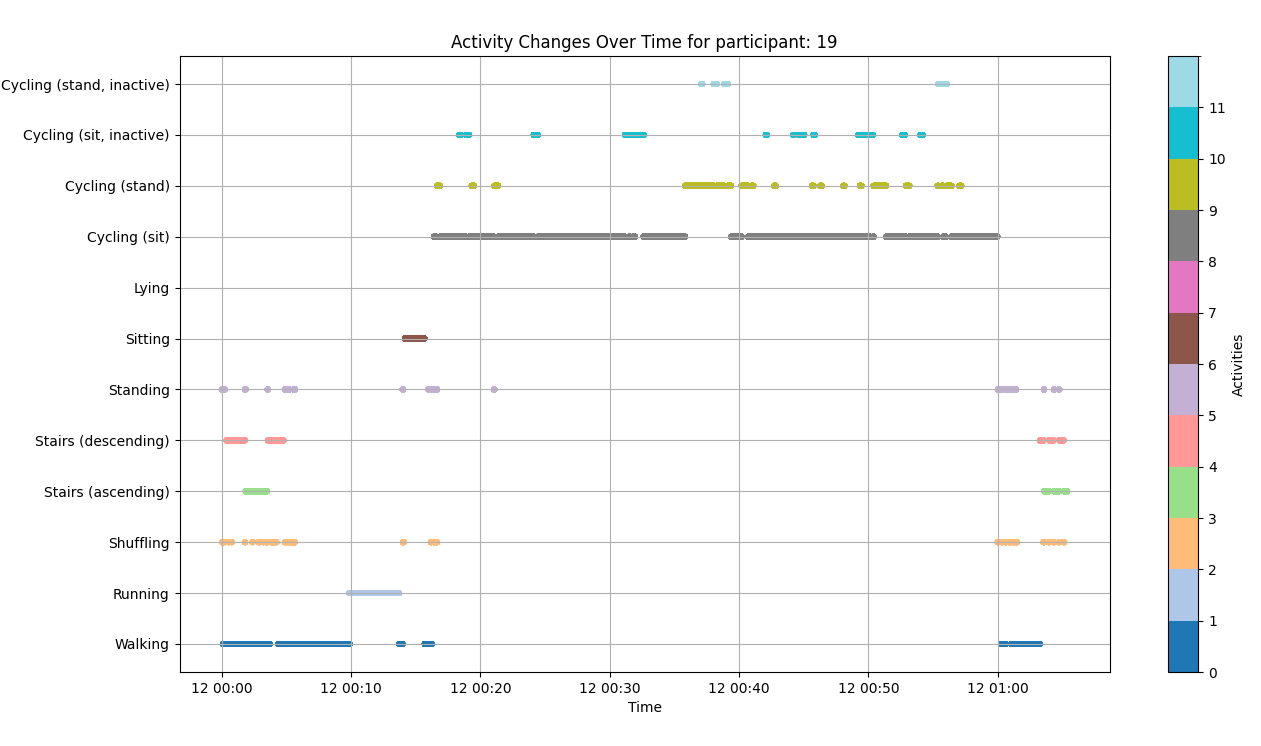 Activity Changes Over Time for participant: 19
Cycling (stand, inactive)
Cycling (sit, inactive)
Cycling (stand)
Cycling (sit)
Lying
Sitting
Standing
Stairs (descending)
Stairs (ascending)
Shuffling
Running
Walking
12 00:00 12 00:10 12 00:20 12 00:30 12 00:40 12 00:50 12 01:00
Time
11
10
9
8
7
6
5
4
3
2
1
0
Activities